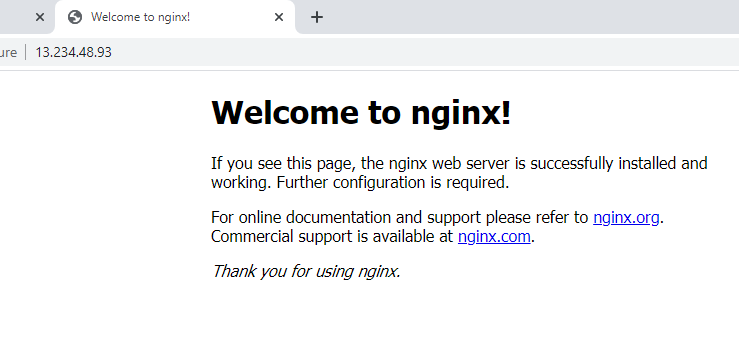 Welcome to nginx!
ure 13.234.48.93
Welcome to nginx!
If you see this page, the nginx web server is successfully installed and
working. Further configuration is required.
For online documentation and support please refer to nginx.org.
Commercial support is available at nginx.com.
Thank you for using nginx.